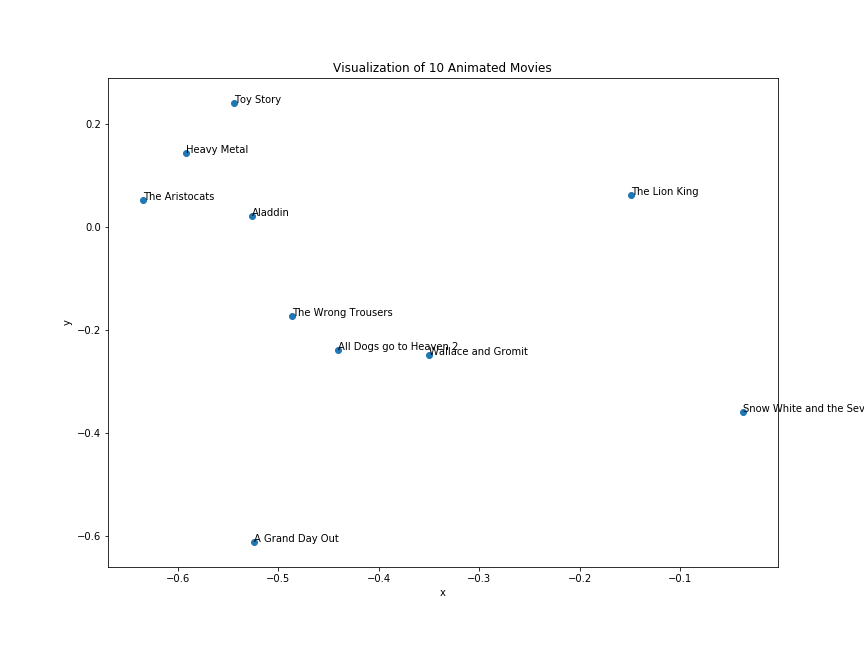 Visualization of 10 Animated Movies
Toy Story
Heavy Metal
The Aristocats
Aladdin
The Lion King
The Wrong Trousers
All Dogs go to Heaven 2
Wallace and Gromit
Snow White and the Sev
A Grand Day Out
0.2
0.0
−0.2
−0.4
−0.6
y
−0.6 −0.5 −0.4 −0.3 −0.2 −0.1
x